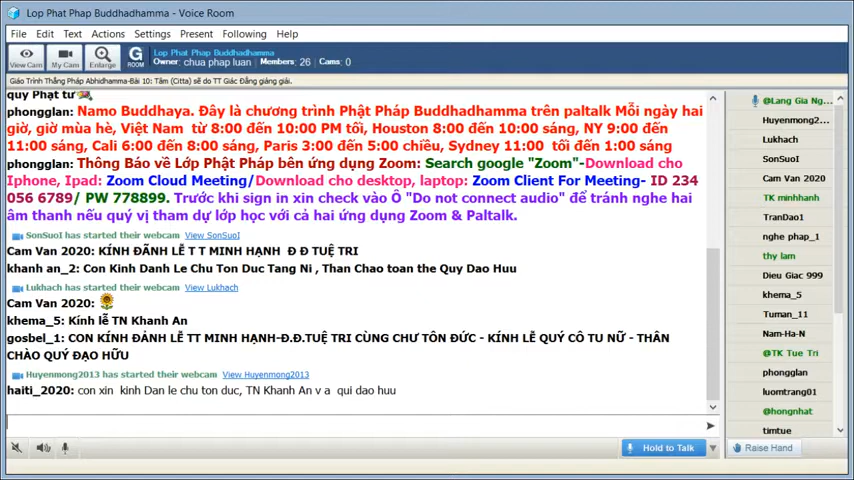 Lop Phat Phap Buddhadhamma - Voice Room
File Edit Text Actions Settings Present Following Help
View Cam My Cam Enlarge G ROOM
Lop Phat Phap Buddhadhamma
Owner: chua phap luan Members: 26 Cams: 0
Giáo Trình Thắng Pháp Abhidhamma-Bài 10: Tâm (Citta) sẽ do TT Giác Đẳng giảng giải.
quý Phật tử
phongglan: Namo Buddhaya. Đây là chương trình Phật Pháp Buddhadhamma trên paltalk Mỗi ngày hai
giờ, giờ mùa hè, Việt Nam từ 8:00 đến 10:00 PM tối, Houston 8:00 đến 10:00 sáng, NY 9:00 đến
11:00 sáng, Cali 6:00 đến 8:00 sáng, Paris 3:00 đến 5:00 chiều, Sydney 11:00 tối đến 1:00 sáng
phongglan: Thông Báo về Lớp Phật Pháp bên ứng dụng Zoom: Search google "Zoom"-Download cho
Iphone, Ipad: Zoom Cloud Meeting/Download cho desktop, laptop: Zoom Client For Meeting- ID 234
056 6789/ PW 778899. Trước khi sign in xin check vào Ô "Do not connect audio" để tránh nghe hai
âm thanh nếu quý vị tham dự lớp học với cả hai ứng dụng Zoom & Paltalk.
SonSuoI has started their webcam View SonSuoI
Cam Van 2020: KÍNH ĐÃNH LỄ T T MINH HẠNH Đ Đ TUỆ TRI
khanh an_2: Con Kinh Danh Le Chu Ton Duc Tang Ni , Than Chao toan the Quy Dao Huu
Lukhach has started their webcam View Lukhach
Cam Van 2020:
khema_5: Kính lễ TN Khanh An
gosbel_1: CON KÍNH ĐẢNH LỄ TT MINH HẠNH-Đ.Đ.TUỆ TRI CÙNG CHƯ TÔN ĐỨC - KÍNH LỄ QUÝ CÔ TU NỮ - THÂN
CHÀO QUÝ ĐẠO HỮU
Huyenmong2013 has started their webcam View Huyenmong2013
haiti_2020: con xin kinh Dan le chu ton duc, TN Khanh An v a qui dao huu
Hold to Talk
@Lang Gia Ng...
Huyenmong2...
Lukhach
SonSuoI
Cam Van 2020
TK minhhanh
TranDao1
nghe phap_1
thy lam
Dieu Giac 999
khema_5
Tuman_11
Nam-Ha-N
@TK Tue Tri
phongglan
luomtrang01
@hongnhat
timtue
Raise Hand